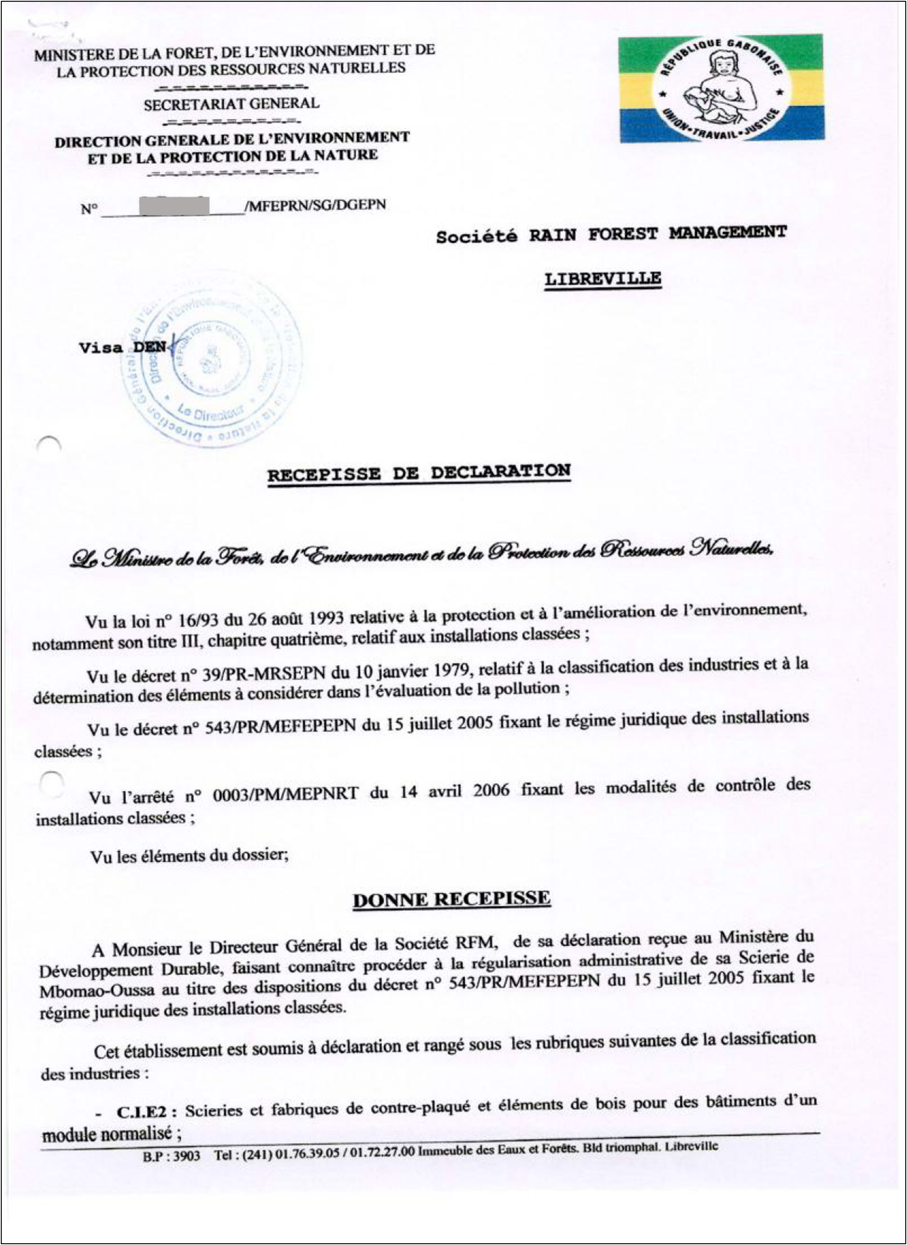 MINISTERE DE LA FORET, DE L'ENVIRONNEMENT ET DE
LA PROTECTION DES RESSOURCES NATURELLES
SECRETARIAT GENERAL
DIRECTION GENERALE DE L'ENVIRONNEMENT
ET DE LA PROTECTION DE LA NATURE
N° /MFEPRN/SG/DGEPN
RÉPUBLIQUE GABONAISE
UNION-TRAVAIL-JUSTICE
Société RAIN FOREST MANAGEMENT
LIBREVILLE
Visa DEN
Direction Générale de l'Environnement de la Nature
Direction de l'Environnement
REPUBLIQUE GABONAISE
Le Directeur
RECEPISSE DE DECLARATION
Le Ministre de la Forêt, de l'Environnement et de la Protection des Ressources Naturelles,
Vu la loi n° 16/93 du 26 août 1993 relative à la protection et à l'amélioration de l'environnement,
notamment son titre III, chapitre quatrième, relatif aux installations classées ;
Vu le décret n° 39/PR-MRSEPN du 10 janvier 1979, relatif à la classification des industries et à la
détermination des éléments à considérer dans l'évaluation de la pollution ;
Vu le décret n° 543/PR/MEFEPEPN du 15 juillet 2005 fixant le régime juridique des installations
classées ;
Vu l'arrêté n° 0003/PM/MEPNRT du 14 avril 2006 fixant les modalités de contrôle des
installations classées ;
Vu les éléments du dossier;
DONNE RECEPISSE
A Monsieur le Directeur Général de la Société RFM, de sa déclaration reçue au Ministère du
Développement Durable, faisant connaître procéder à la régularisation administrative de sa Scierie de
Mbomao-Oussa au titre des dispositions du décret n° 543/PR/MEFEPEPN du 15 juillet 2005 fixant le
régime juridique des installations classées.
Cet établissement est soumis à déclaration et rangé sous les rubriques suivantes de la classification
des industries :
- C.I.E2 : Scieries et fabriques de contre-plaqué et éléments de bois pour des bâtiments d'un
module normalisé ;
B.P : 3903 Tel : (241) 01.76.39.05 / 01.72.27.00 Immeuble des Eaux et Forêts. Bld triomphal. Libreville